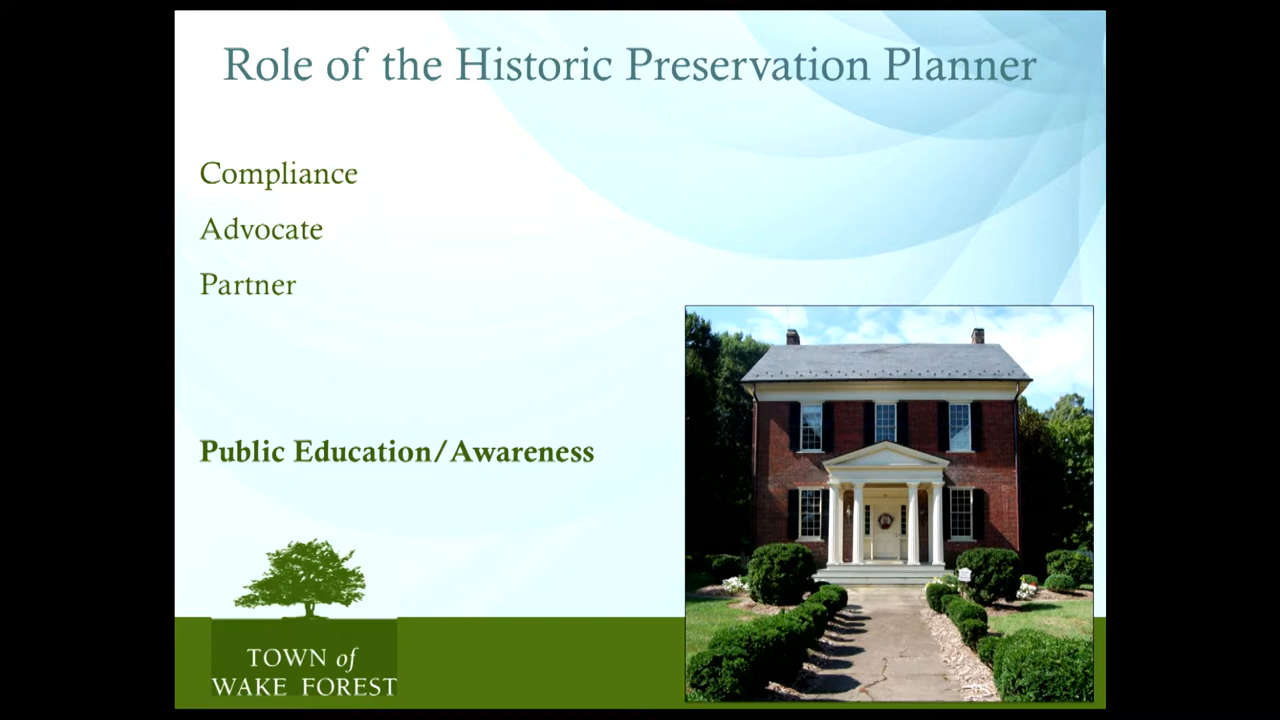 Role of the Historic Preservation Planner
Compliance
Advocate
Partner
Public Education/Awareness
TOWN of
WAKE FOREST